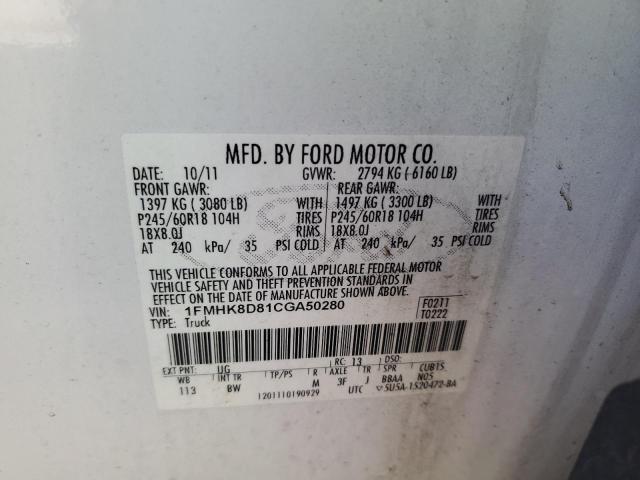 MFD. BY FORD MOTOR CO.
DATE: 10/11 GVWR: 2794 KG ( 6160 LB)
FRONT GAWR: REAR GAWR:
1397 KG ( 3080 LB) 1497 KG ( 3300 LB)
P245/60R18 104H TIRES P245/60R18 104H
18X8.0J RIMS 18X8.0J TIRES RIMS
AT 240 kPa/ 35 PSI COLD AT 240 kPa/ 35 PSI COLD
THIS VEHICLE CONFORMS TO ALL APPLICABLE FEDERAL MOTOR
VEHICLE SAFETY AND THEFT PREVENTION STANDARDS IN
EFFECT ON THE DATE OF MANUFACTURE SHOWN ABOVE.
VIN: 1FMHK8D81CGA50280 F0211
TYPE: Truck T0222
EXT PNT: UG RC: 13 DSO:
WB INT TR TP/PS R AXLE TR SPR CUB15
113 BW M 3F J BBAA N05
1201110190929 UTC 5U5A-1520472-BA